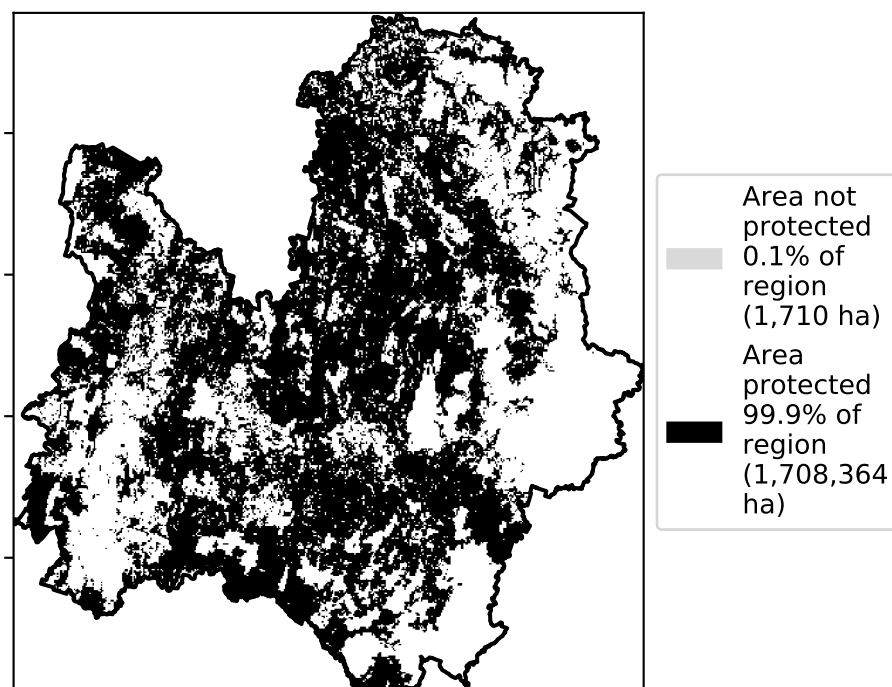 Area not
protected
0.1% of
region
(1,710 ha)
Area
protected
99.9% of
region
(1,708,364
ha)